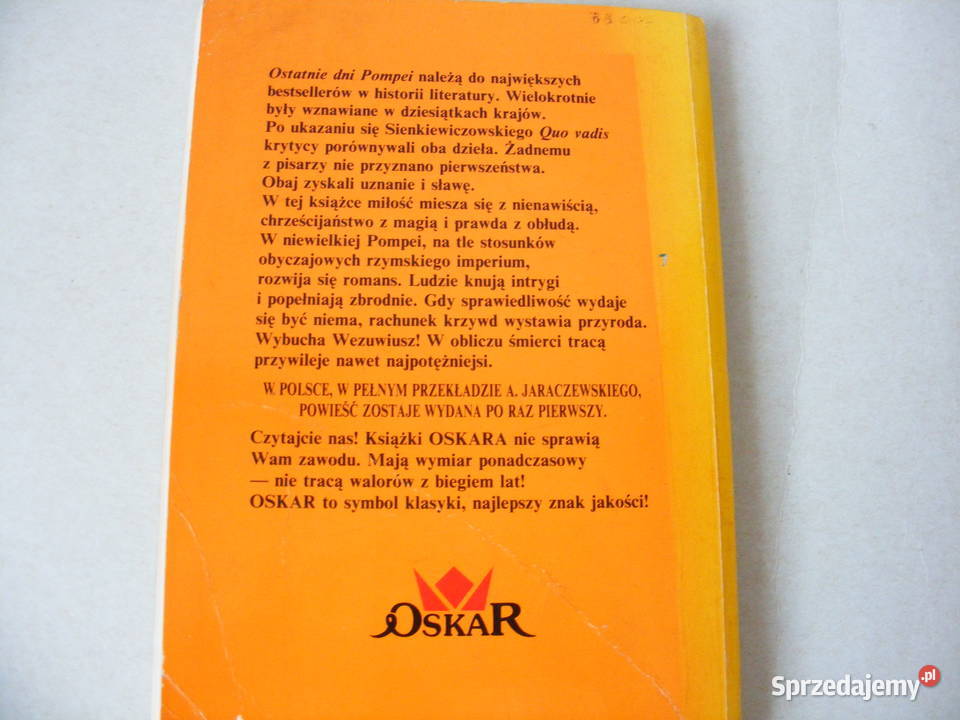 Ostatnie dni Pompei należą do największych
bestsellerów w historii literatury. Wielokrotnie
były wznawiane w dziesiątkach krajów.
Po ukazaniu się Sienkiewiczowskiego Quo vadis
krytycy porównywali oba dzieła. Żadnemu
z pisarzy nie przyznano pierwszeństwa.
Obaj zyskali uznanie i sławę.
W tej książce miłość miesza się z nienawiścią,
chrześcijaństwo z magią i prawda z obłudą.
W niewielkiej Pompei, na tle stosunków
obyczajowych rzymskiego imperium,
rozwija się romans. Ludzie knują intrygi
i popełniają zbrodnie. Gdy sprawiedliwość wydaje
się być niema, rachunek krzywd wystawia przyroda.
Wybucha Wezuwiusz! W obliczu śmierci tracą
przywileje nawet najpotężniejsi.
W POLSCE, W PEŁNYM PRZEKŁADZIE A. JARACZEWSKIEGO,
POWIEŚĆ ZOSTAJE WYDANA PO RAZ PIERWSZY.
Czytajcie nas! Książki OSKARA nie sprawią
Wam zawodu. Mają wymiar ponadczasowy
— nie tracą walorów z biegiem lat!
OSKAR to symbol klasyki, najlepszy znak jakości!
OSKAR
Sprzedajemy.pl